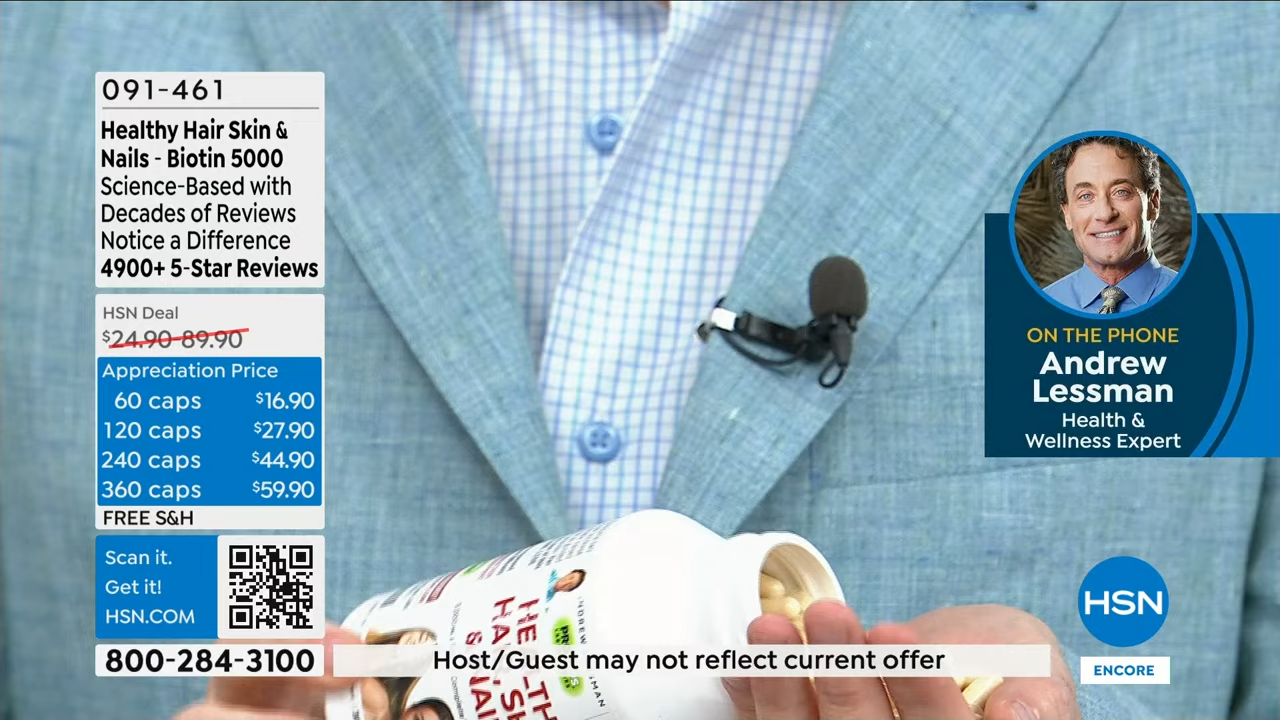 091-461
Healthy Hair Skin &
Nails - Biotin 5000
Science-Based with
Decades of Reviews
Notice a Difference
4900+ 5-Star Reviews
HSN Deal
$24.90-89.90
Appreciation Price
60 caps $16.90
120 caps $27.90
240 caps $44.90
360 caps $59.90
FREE S&H
Scan it.
Get it!
HSN.COM
800-284-3100
Host/Guest may not reflect current offer
ON THE PHONE
Andrew
Lessman
Health &
Wellness Expert
HSN
ENCORE